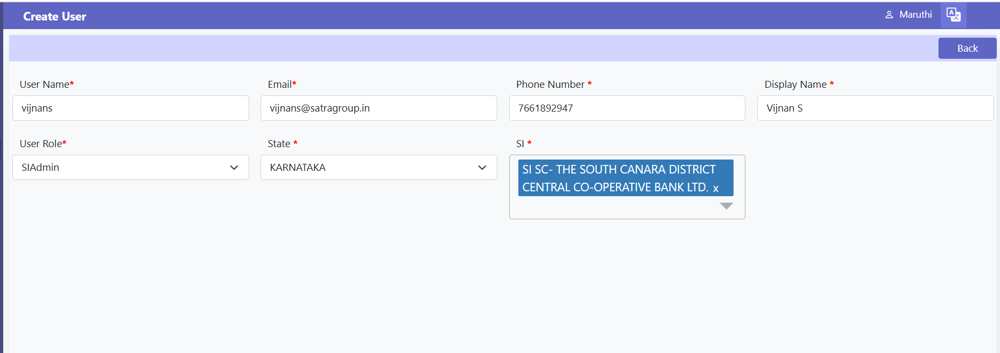 Create User
Maruthi
Back
User Name*
Email*
Phone Number *
Display Name *
vijnans
vijnans@satragroup.in
7661892947
Vijnan S
User Role*
State *
SI *
SIAdmin
KARNATAKA
SI SC- THE SOUTH CANARA DISTRICT
CENTRAL CO-OPERATIVE BANK LTD. x